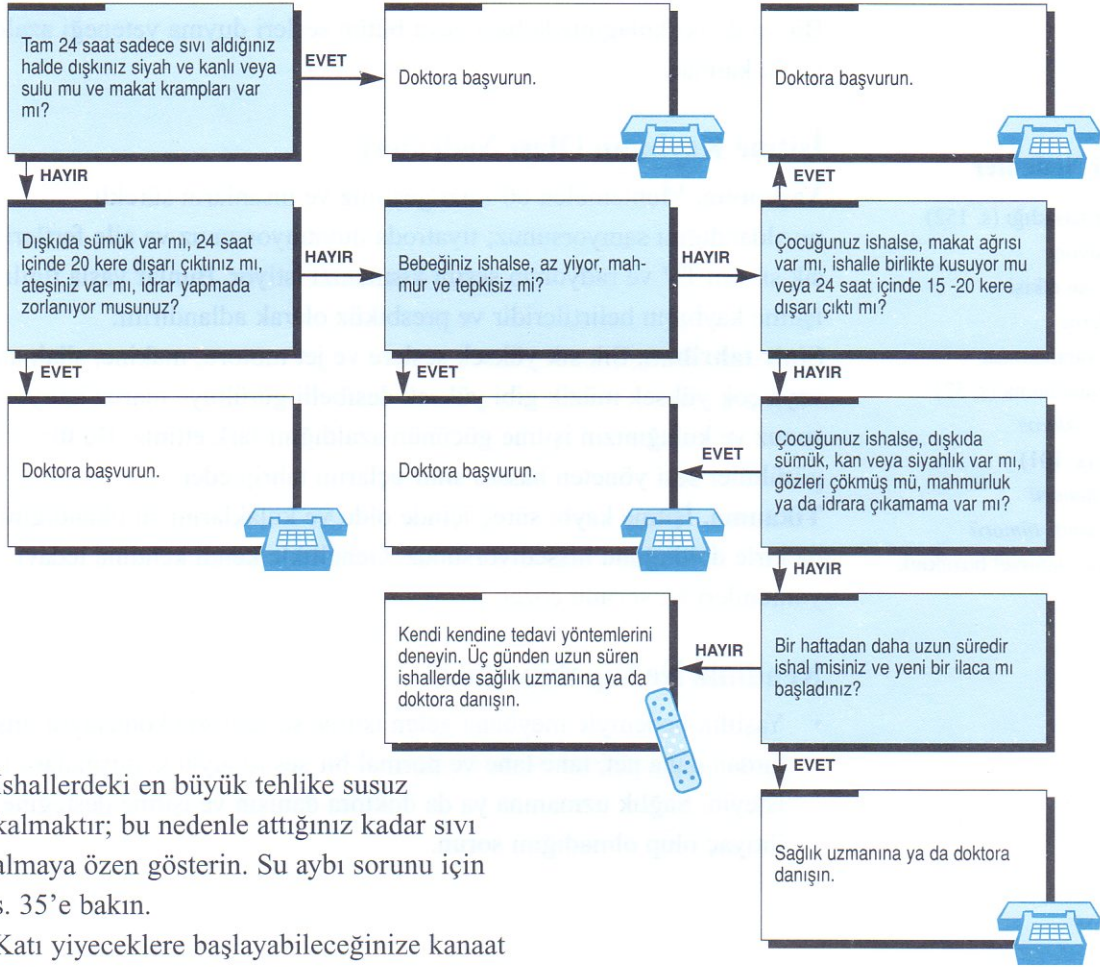 Tam 24 saat sadece sıvı aldığınız
halde dışkınız siyah ve kanlı veya
sulu mu ve makat krampları var
mı?
EVET
Doktora başvurun.
Doktora başvurun.
HAYIR
EVET
Dışkıda sümük var mı, 24 saat
içinde 20 kere dışarı çıktınız mı,
ateşiniz var mı, idrar yapmada
zorlanıyor musunuz?
HAYIR
Bebeğiniz ishalse, az yiyor, mah-
mur ve tepkisiz mi?
HAYIR
Çocuğunuz ishalse, makat ağrısı
var mı, ishalle birlikte kusuyor mu
veya 24 saat içinde 15 -20 kere
dışarı çıktı mı?
EVET
EVET
HAYIR
Doktora başvurun.
Doktora başvurun.
EVET
Çocuğunuz ishalse, dışkıda
sümük, kan veya siyahlık var mı,
gözleri çökmüş mü, mahmurluk
ya da idrara çıkamama var mı?
HAYIR
Kendi kendine tedavi yöntemlerini
deneyin. Üç günden uzun süren
ishallerde sağlık uzmanına ya da
doktora danışın.
HAYIR
Bir haftadan daha uzun süredir
ishal misiniz ve yeni bir ilaca mı
başladınız?
EVET
Sağlık uzmanına ya da doktora
danışın.
İshallerdeki en büyük tehlike susuz
kalmaktır; bu nedenle attığınız kadar sıvı
almaya özen gösterin. Su aybı sorunu için
s. 35'e bakın.
Katı yiyeceklere başlayabileceğinize kanaat